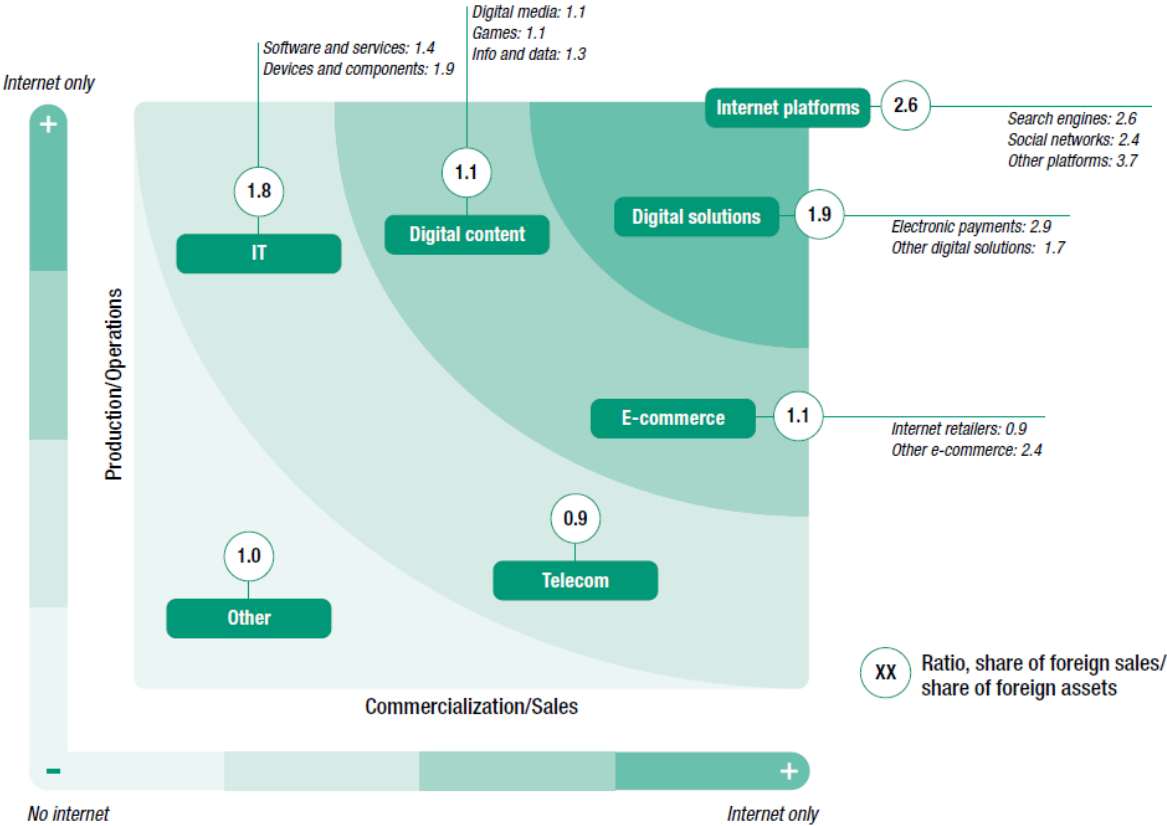 Digital media: 1.1
Games: 1.1
Info and data: 1.3
Software and services: 1.4
Devices and components: 1.9
Internet only
+
Internet platforms
2.6
Search engines: 2.6
Social networks: 2.4
Other platforms: 3.7
1.8
IT
1.1
Digital content
Digital solutions
1.9
Electronic payments: 2.9
Other digital solutions: 1.7
Production/Operations
E-commerce
1.1
Internet retailers: 0.9
Other e-commerce: 2.4
0.9
Telecom
1.0
Other
XX
Ratio, share of foreign sales/
share of foreign assets
Commercialization/Sales
-
+
No internet
Internet only